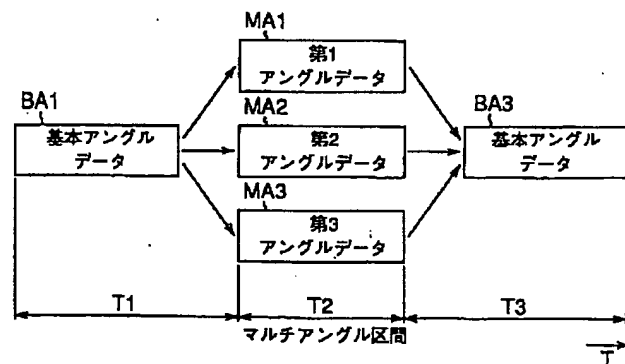 MA1
第1
アングルデータ
BA1
基本アングル
データ
MA2
第2
アングルデータ
BA3
基本アングル
データ
MA3
第3
アングルデータ
T1
T2
T3
マルチアングル区間
T